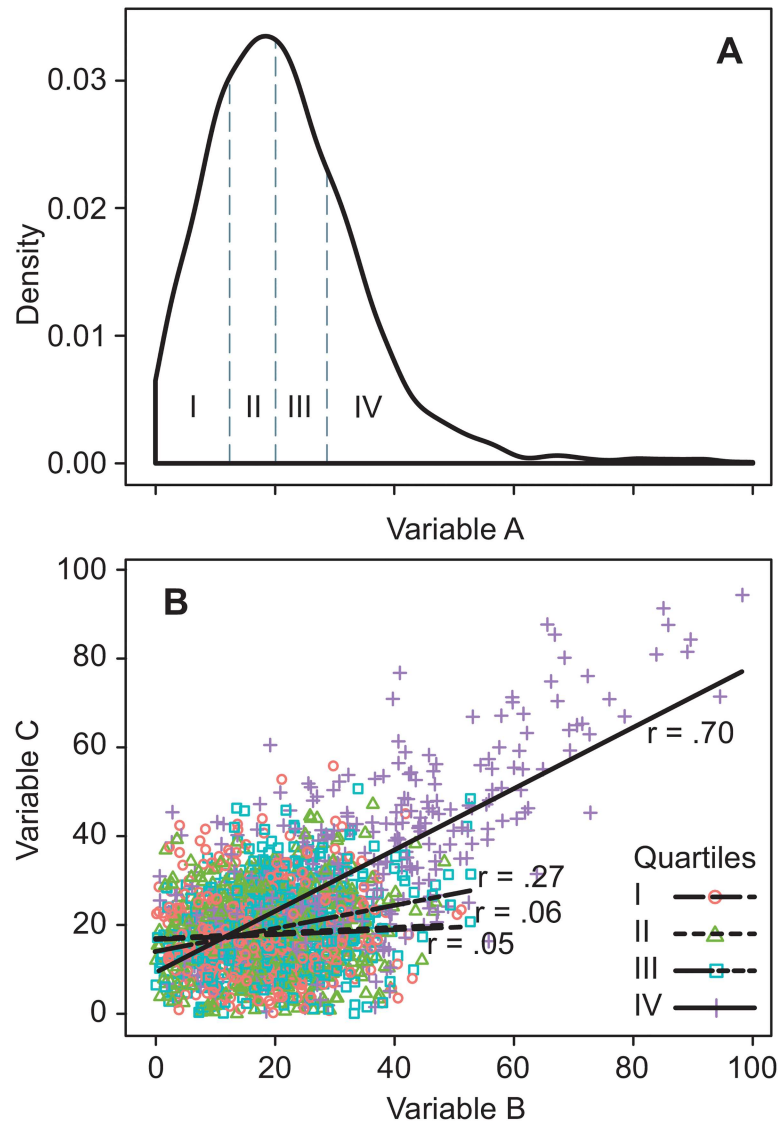 A
0.03
0.02
0.01
0.00
Density
I II III IV
Variable A
B
100
80
60
40
20
0
Variable C
r = .70
r = .27
r = .06
r = .05
Quartiles
I
II
III
IV
0 20 40 60 80 100
Variable B